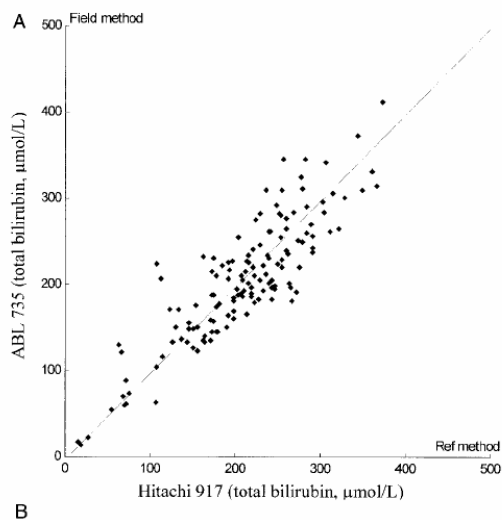 A
Field method
500
400
300
200
100
0
ABL 735 (total bilirubin, μmol/L)
Ref method
0 100 200 300 400 500
Hitachi 917 (total bilirubin, μmol/L)
B